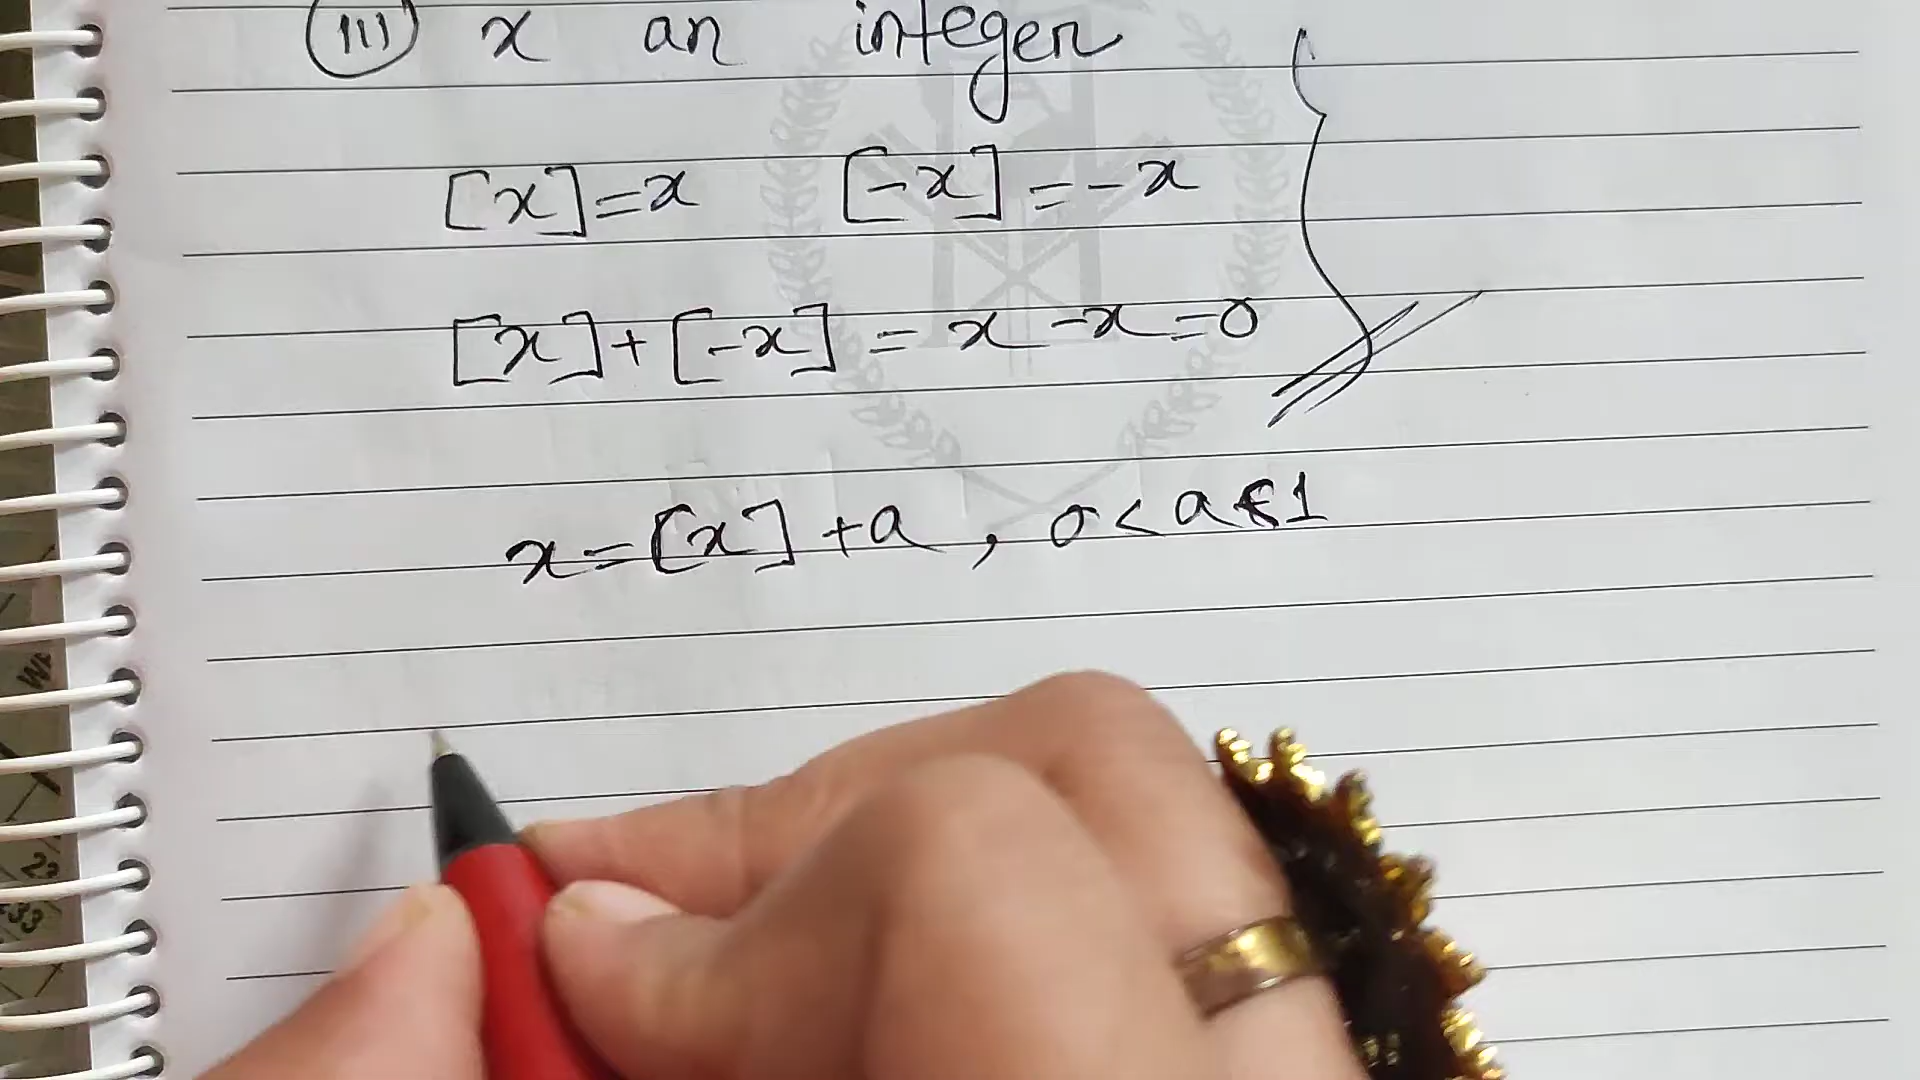 (III) x an integer
[x]=x [-x]=-x
[x]+[-x] = x-x=0
x=[x]+a, 0<a<1